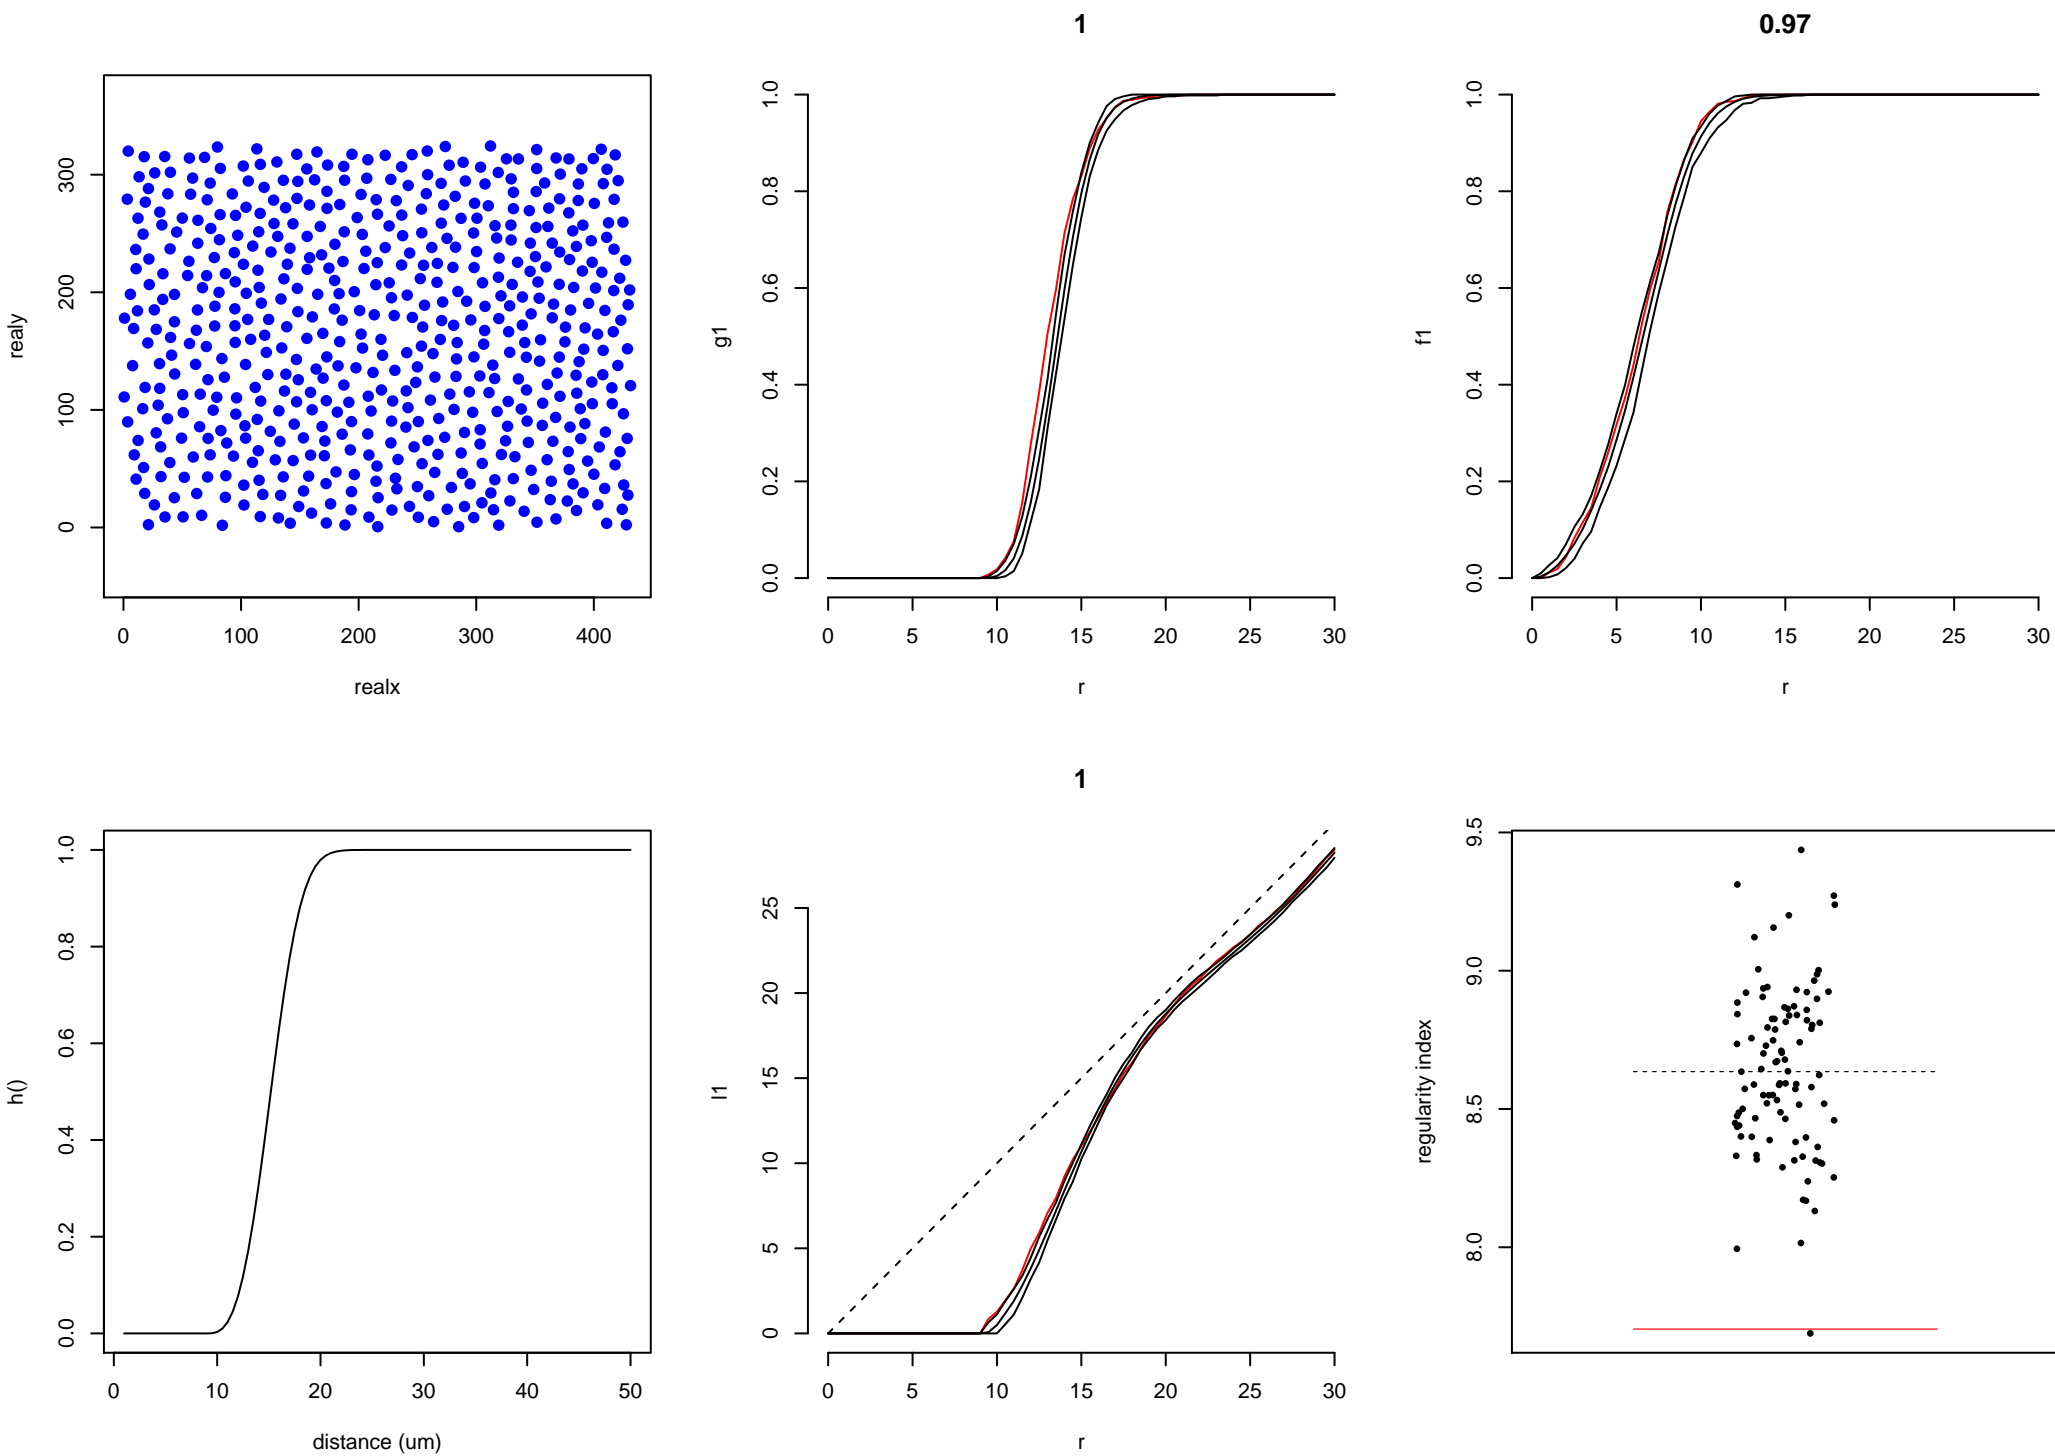 1
0.97
realy
0 100 200 300
0 100 200 300 400
realx
g1
0.0 0.2 0.4 0.6 0.8 1.0
0 5 10 15 20 25 30
r
f1
0.0 0.2 0.4 0.6 0.8 1.0
0 5 10 15 20 25 30
r
1
h()
0.0 0.2 0.4 0.6 0.8 1.0
0 10 20 30 40 50
distance (um)
l1
0 5 10 15 20 25
0 5 10 15 20 25 30
r
regularity index
8.0 8.5 9.0 9.5